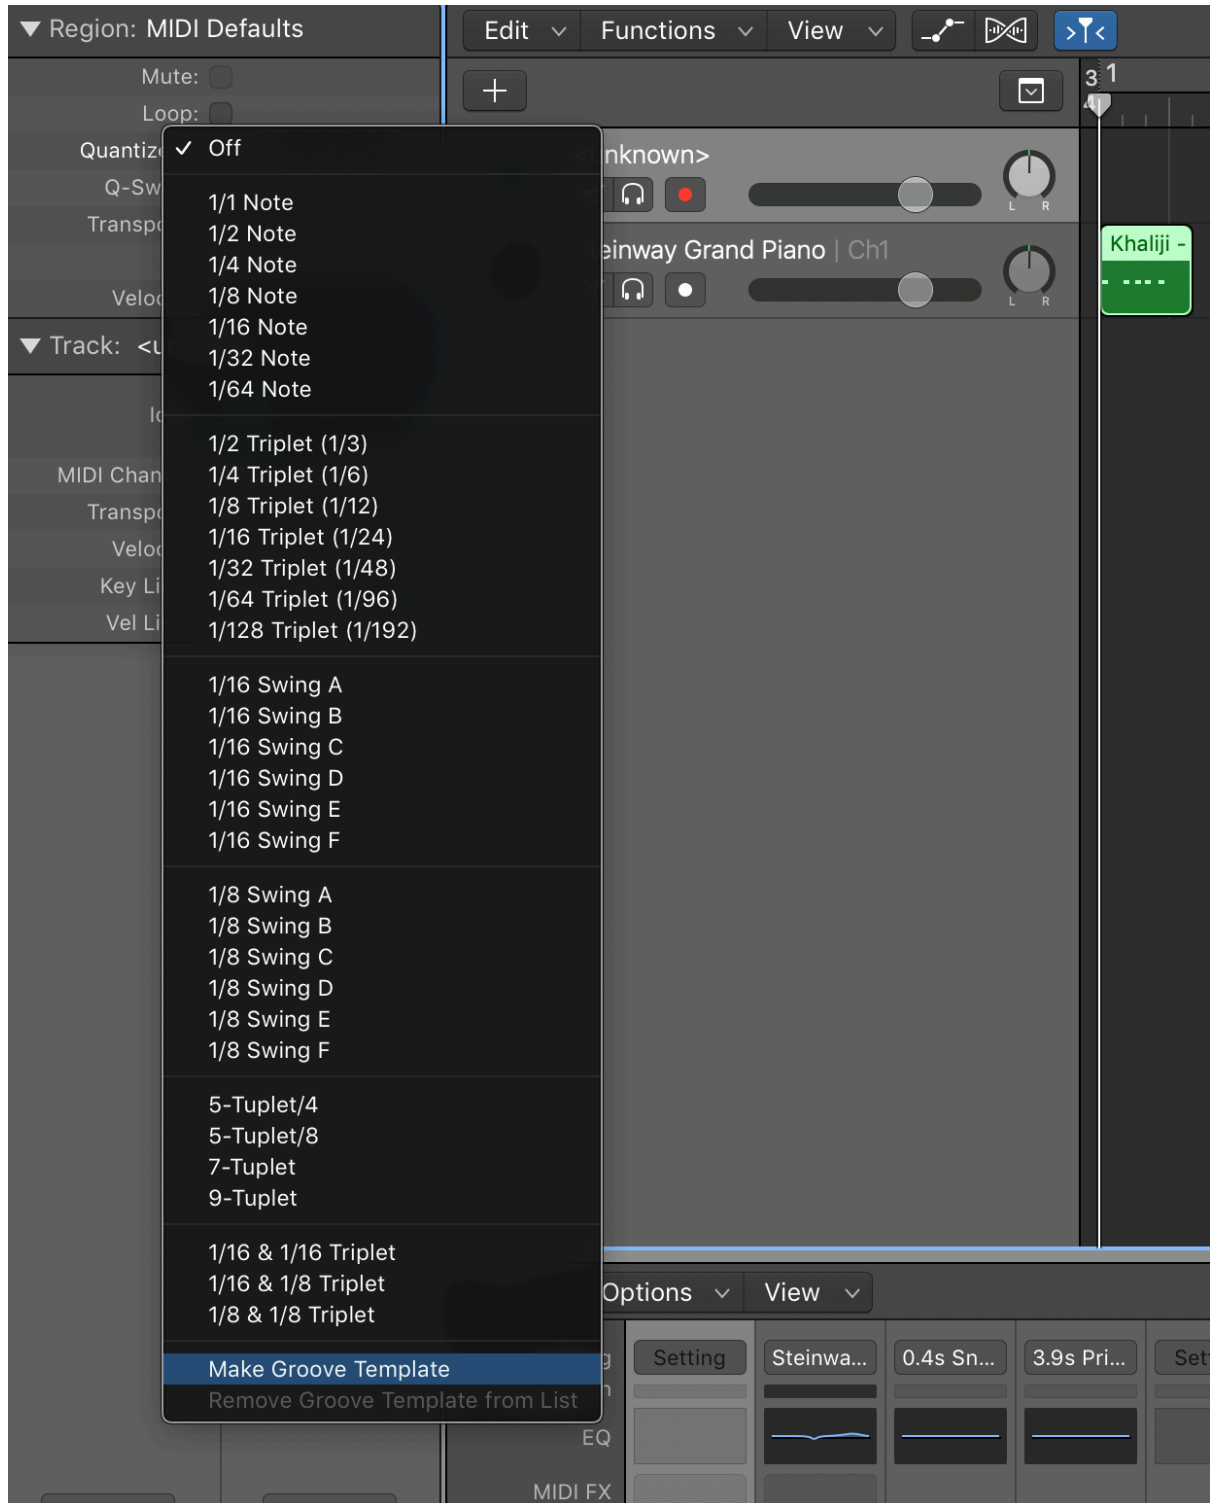 Region: MIDI Defaults
Edit Functions View
Mute:
Loop:
3 1
4
Quantiz
Off
Q-Sw
Transp
Veloc
1/1 Note
1/2 Note
1/4 Note
1/8 Note
1/16 Note
1/32 Note
1/64 Note
nknown>
L R
einway Grand Piano | Ch1
L R
Khaliji -
Track: <u
MIDI Chan
Transp
Veloc
Key Li
Vel Li
1/2 Triplet (1/3)
1/4 Triplet (1/6)
1/8 Triplet (1/12)
1/16 Triplet (1/24)
1/32 Triplet (1/48)
1/64 Triplet (1/96)
1/128 Triplet (1/192)
1/16 Swing A
1/16 Swing B
1/16 Swing C
1/16 Swing D
1/16 Swing E
1/16 Swing F
1/8 Swing A
1/8 Swing B
1/8 Swing C
1/8 Swing D
1/8 Swing E
1/8 Swing F
5-Tuplet/4
5-Tuplet/8
7-Tuplet
9-Tuplet
1/16 & 1/16 Triplet
1/16 & 1/8 Triplet
1/8 & 1/8 Triplet
Make Groove Template
Remove Groove Template from List
Options View
g Setting Steinwa... 0.4s Sn... 3.9s Pri... Set
EQ
MIDI FX